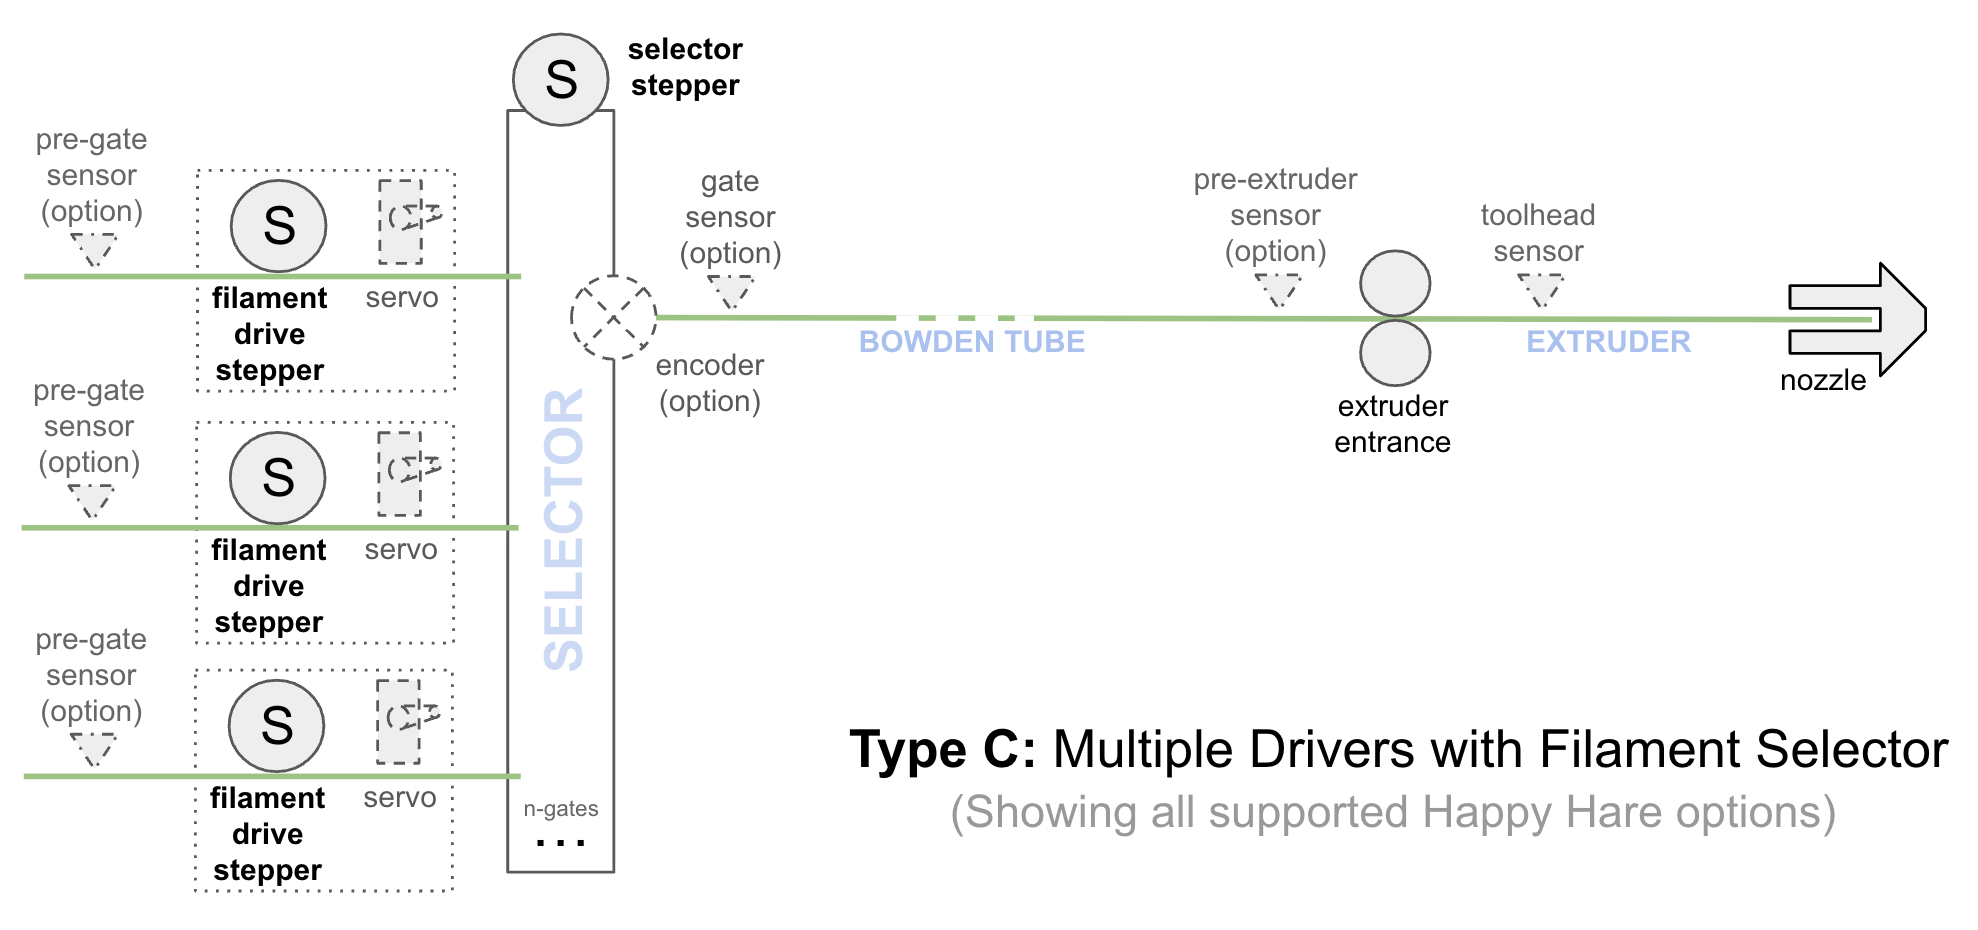 selector
stepper
S
pre-gate
sensor
(option)
S
filament
drive
stepper
servo
pre-gate
sensor
(option)
S
filament
drive
stepper
servo
pre-gate
sensor
(option)
S
filament
drive
stepper
servo
SELECTOR
n-gates
...
gate
sensor
(option)
encoder
(option)
BOWDEN TUBE
pre-extruder
sensor
(option)
extruder
entrance
toolhead
sensor
EXTRUDER
nozzle
Type C: Multiple Drivers with Filament Selector
(Showing all supported Happy Hare options)